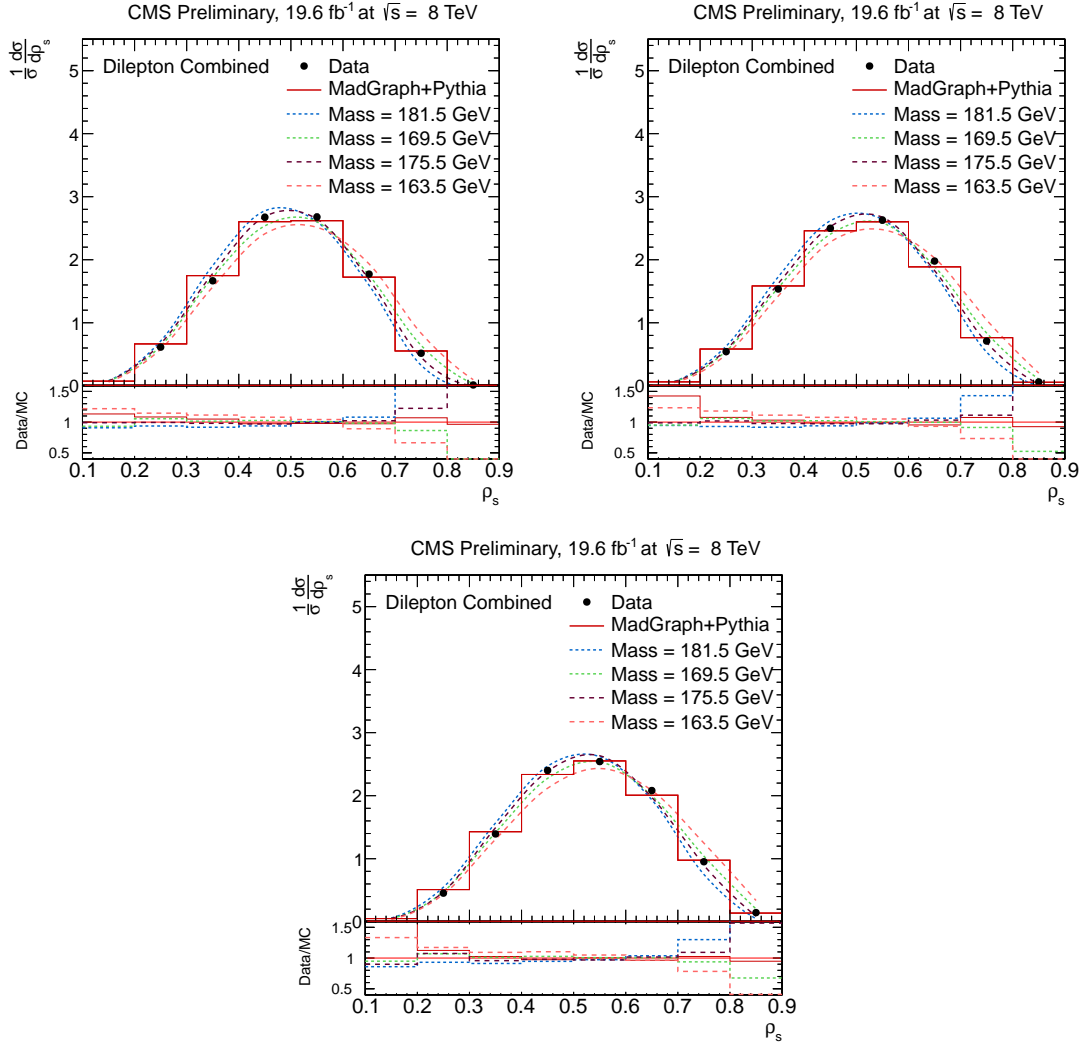 CMS Preliminary, 19.6 fb⁻¹ at √s = 8 TeV
1/σ dσ/dρ_s
Dilepton Combined
Data
MadGraph+Pythia
Mass = 181.5 GeV
Mass = 169.5 GeV
Mass = 175.5 GeV
Mass = 163.5 GeV
5
4
3
2
1
0
Data/MC
1.5
1
0.5
0.1 0.2 0.3 0.4 0.5 0.6 0.7 0.8 0.9
ρ_s
CMS Preliminary, 19.6 fb⁻¹ at √s = 8 TeV
1/σ dσ/dρ_s
Dilepton Combined
Data
MadGraph+Pythia
Mass = 181.5 GeV
Mass = 169.5 GeV
Mass = 175.5 GeV
Mass = 163.5 GeV
5
4
3
2
1
0
Data/MC
1.5
1
0.5
0.1 0.2 0.3 0.4 0.5 0.6 0.7 0.8 0.9
ρ_s
CMS Preliminary, 19.6 fb⁻¹ at √s = 8 TeV
1/σ dσ/dρ_s
Dilepton Combined
Data
MadGraph+Pythia
Mass = 181.5 GeV
Mass = 169.5 GeV
Mass = 175.5 GeV
Mass = 163.5 GeV
5
4
3
2
1
0
Data/MC
1.5
1
0.5
0.1 0.2 0.3 0.4 0.5 0.6 0.7 0.8 0.9
ρ_s